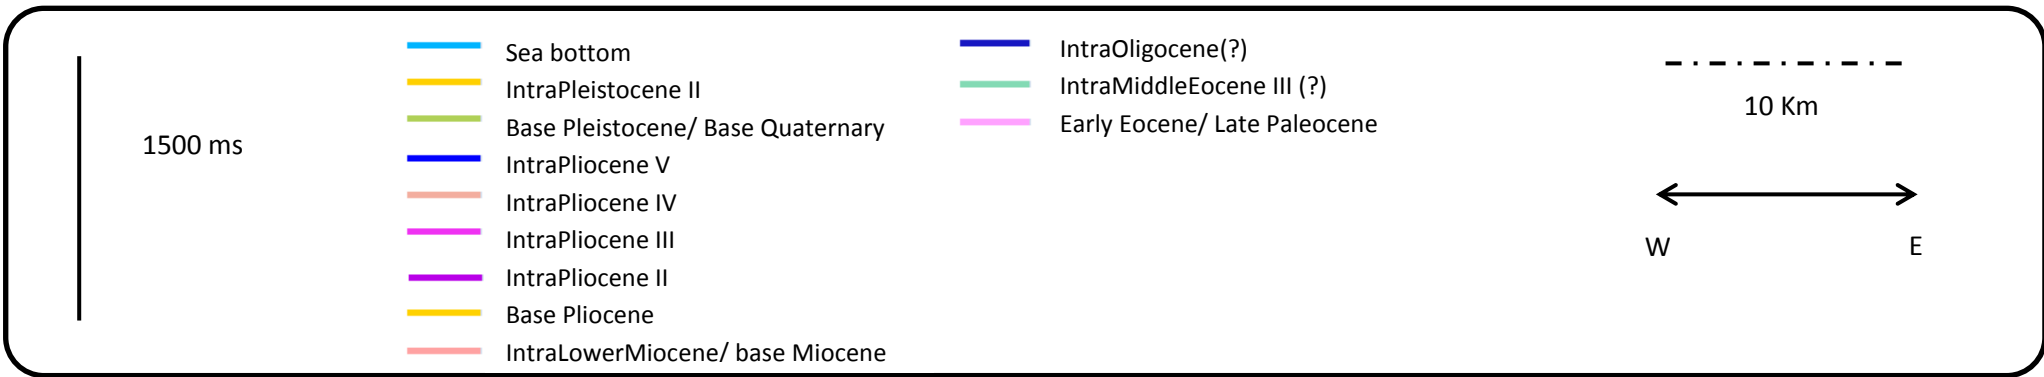 1500 ms
Sea bottom
IntraPleistocene II
Base Pleistocene/ Base Quaternary
IntraPliocene V
IntraPliocene IV
IntraPliocene III
IntraPliocene II
Base Pliocene
IntraLowerMiocene/ base Miocene
IntraOligocene(?)
IntraMiddleEocene III (?)
Early Eocene/ Late Paleocene
10 Km
W E